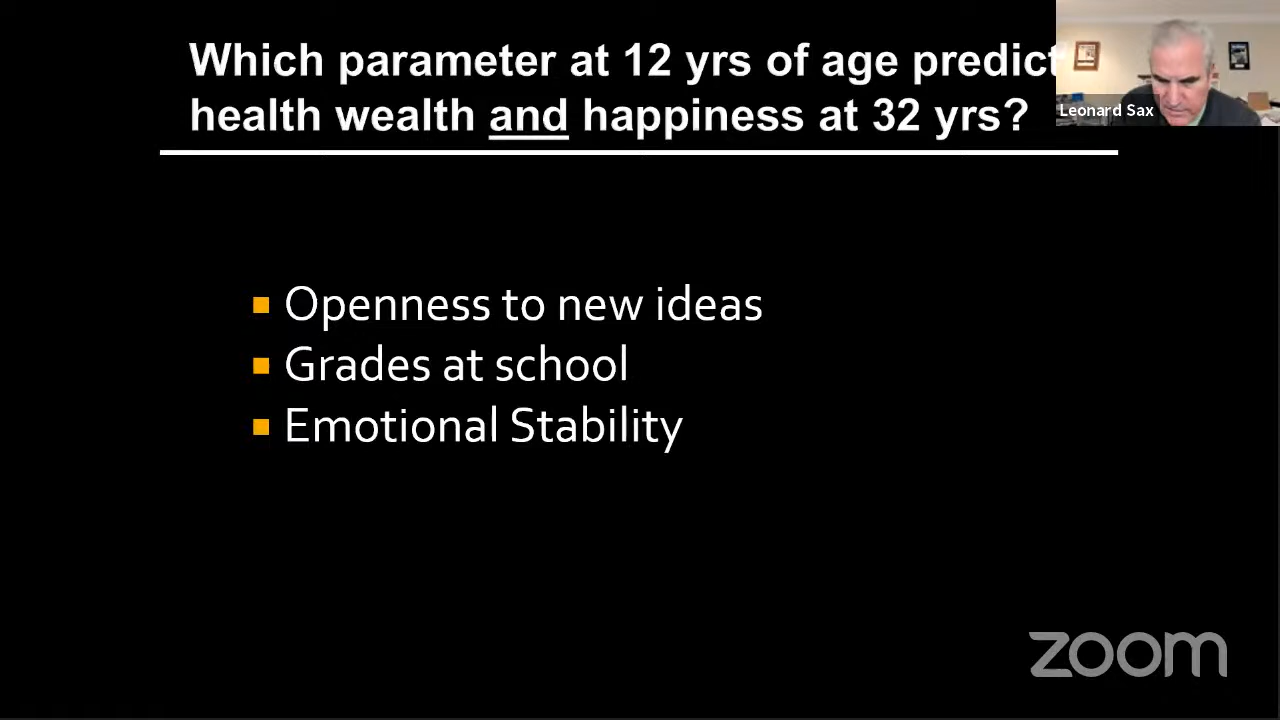 Which parameter at 12 yrs of age predict
health wealth and happiness at 32 yrs?
Leonard Sax
Openness to new ideas
Grades at school
Emotional Stability
zoom